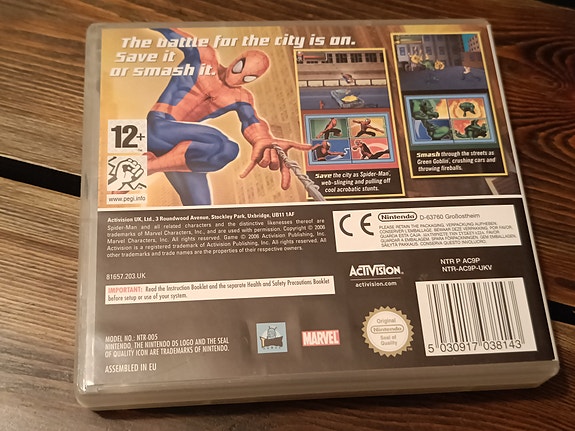 The battle for the city is on.
Save it
or smash it.
12+
www.pegi.info
Save the city as Spider-Man,
web-slinging and pulling off
cool acrobatic stunts.
Smash through the streets as
Green Goblin, crushing cars and
throwing fireballs.
Activision UK, Ltd., 3 Roundwood Avenue, Stockley Park, Uxbridge, UB11 1AF
Spider-Man and all related characters and the distinctive likenesses thereof are
trademarks of Marvel Characters, Inc., and are used with permission. Copyright © 2006
Marvel Characters, Inc. All rights reserved. Game © 2006 Activision Publishing, Inc.
Activision is a registered trademark of Activision Publishing, Inc. All rights reserved. All
other trademarks and trade names are the properties of their respective owners.
CE
Nintendo
D-63760 Großostheim
PLEASE RETAIN THE PACKAGING. VERPACKUNG AUFHEBEN.
81657.203.UK
IMPORTANT: Read the Instruction Booklet and the separate Health and Safety Precautions Booklet
before setup or use of your system.
ACTIVISION
activision.com
NTR P AC9P
NTR-AC9P-UKV
MODEL NO.: NTR-005
NINTENDO, THE NINTENDO DS LOGO AND THE SEAL
OF QUALITY ICON ARE TRADEMARKS OF NINTENDO.
ASSEMBLED IN EU
MARVEL
Original
Nintendo
Seal of
Quality
5 030917 038143